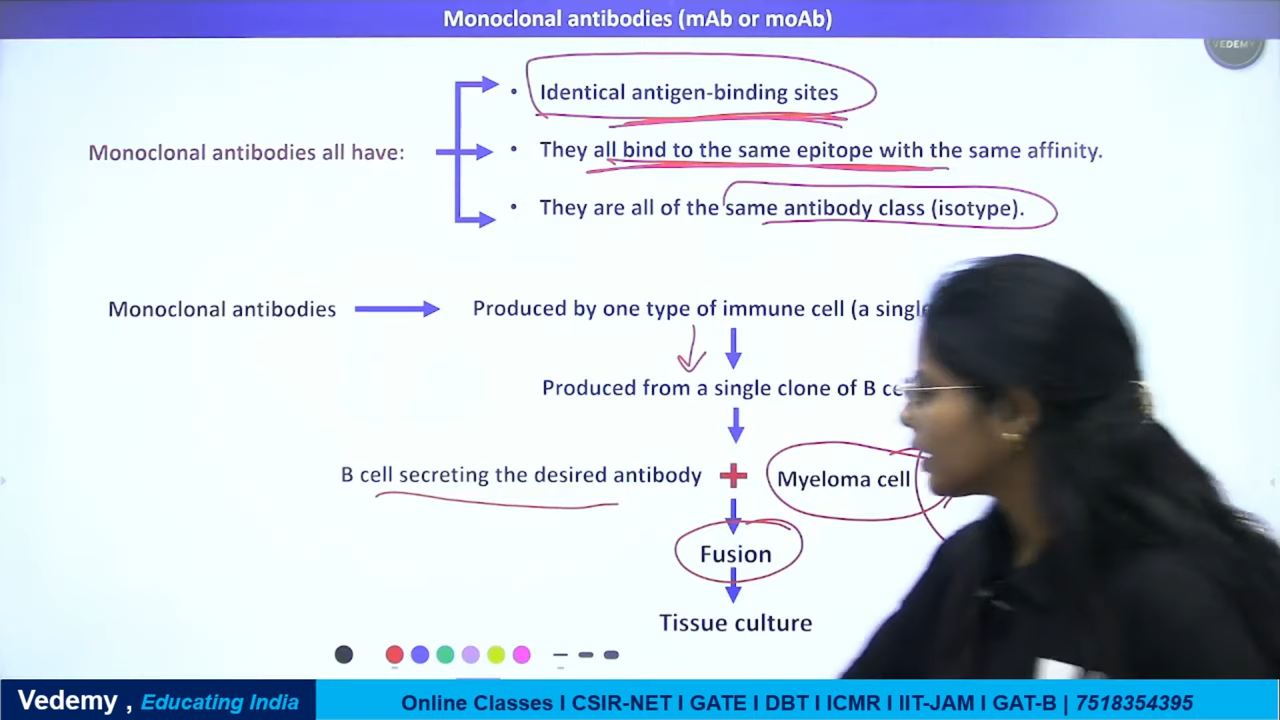 Monoclonal antibodies (mAb or moAb)
VEDEMY
• Identical antigen-binding sites
Monoclonal antibodies all have:
• They all bind to the same epitope with the same affinity.
• They are all of the same antibody class (isotype).
Monoclonal antibodies
Produced by one type of immune cell (a single
Produced from a single clone of B
B cell secreting the desired antibody + Myeloma cell
Fusion
Tissue culture
Vedemy , Educating India
Online Classes I CSIR-NET I GATE I DBT I ICMR I IIT-JAM I GAT-B | 7518354395